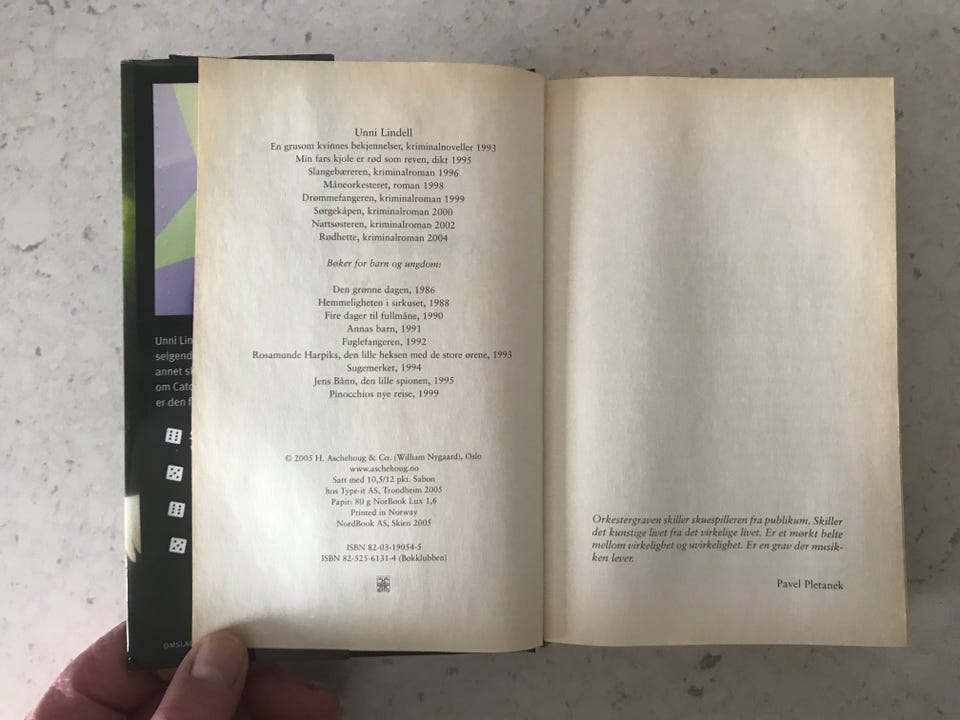 Unni Lin
selgend
annet sk
om Cato
er den f
OMSLAG
Unni Lindell
En grusom kvinnes bekjennelser, kriminalnoveller 1993
Min fars kjole er rød som reven, dikt 1995
Slangebæreren, kriminalroman 1996
Måneorkesteret, roman 1998
Drømmefangeren, kriminalroman 1999
Sørgekåpen, kriminalroman 2000
Nattsøsteren, kriminalroman 2002
Rødhette, kriminalroman 2004
Bøker for barn og ungdom:
Den grønne dagen, 1986
Hemmeligheten i sirkuset, 1988
Fire dager til fullmåne, 1990
Annas barn, 1991
Fuglefangeren, 1992
Rosamunde Harpiks, den lille heksen med de store ørene, 1993
Sugemerket, 1994
Jens Bånn, den lille spionen, 1995
Pinocchios nye reise, 1999
© 2005 H. Aschehoug & Co. (William Nygaard), Oslo
www.aschehoug.no
Satt med 10,5/12 pkt. Sabon
hos Type-it AS, Trondheim 2005
Papir: 80 g NorBook Lux 1,6
Printed in Norway
NordBook AS, Skien 2005
ISBN 82-03-19054-5
ISBN 82-525-6131-4 (Bokklubben)
Orkestergraven skiller skuespilleren fra publikum. Skiller
det kunstige livet fra det virkelige livet. Er et mørkt belte
mellom virkelighet og uvirkelighet. Er en grav der musik-
ken lever.
Pavel Pletanek